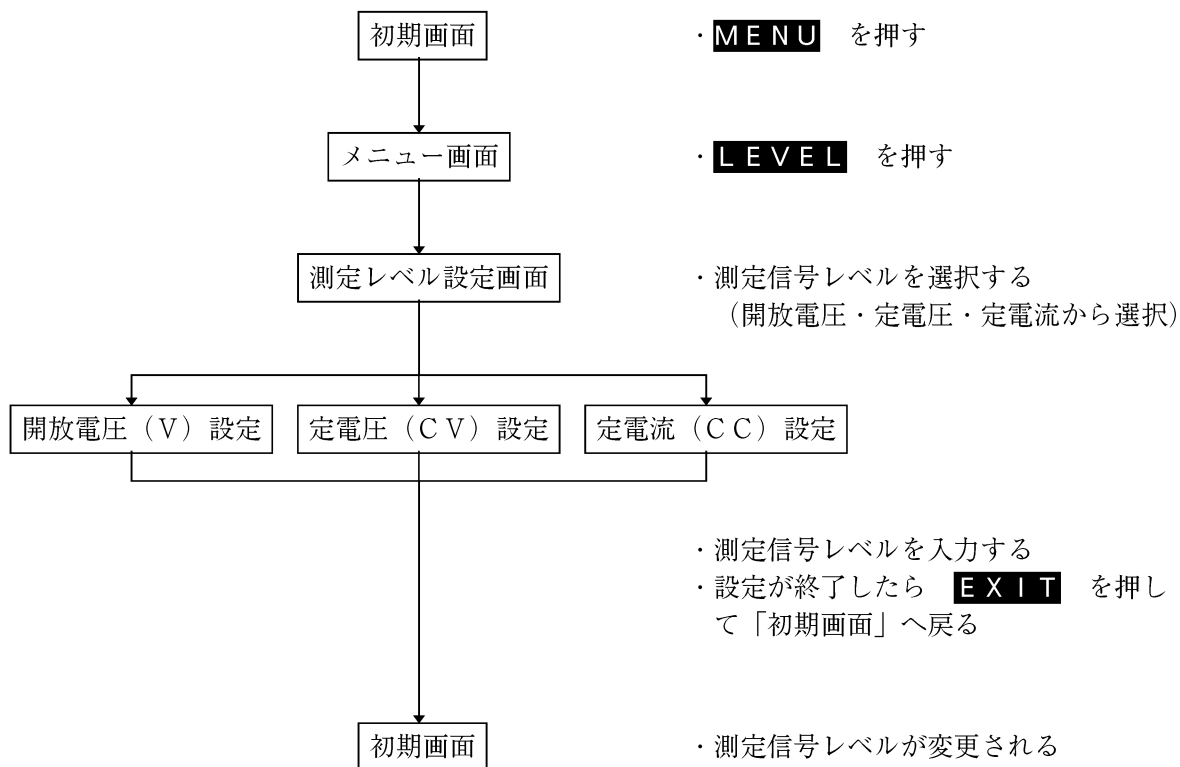 初期画面
・ＭＥＮＵ　を押す
メニュー画面
・ＬＥＶＥＬ　を押す
測定レベル設定画面
・測定信号レベルを選択する
（開放電圧・定電圧・定電流から選択）
開放電圧（Ｖ）設定
定電圧（ＣＶ）設定
定電流（ＣＣ）設定
・測定信号レベルを入力する
・設定が終了したら　ＥＸＩＴ　を押し
て「初期画面」へ戻る
初期画面
・測定信号レベルが変更される